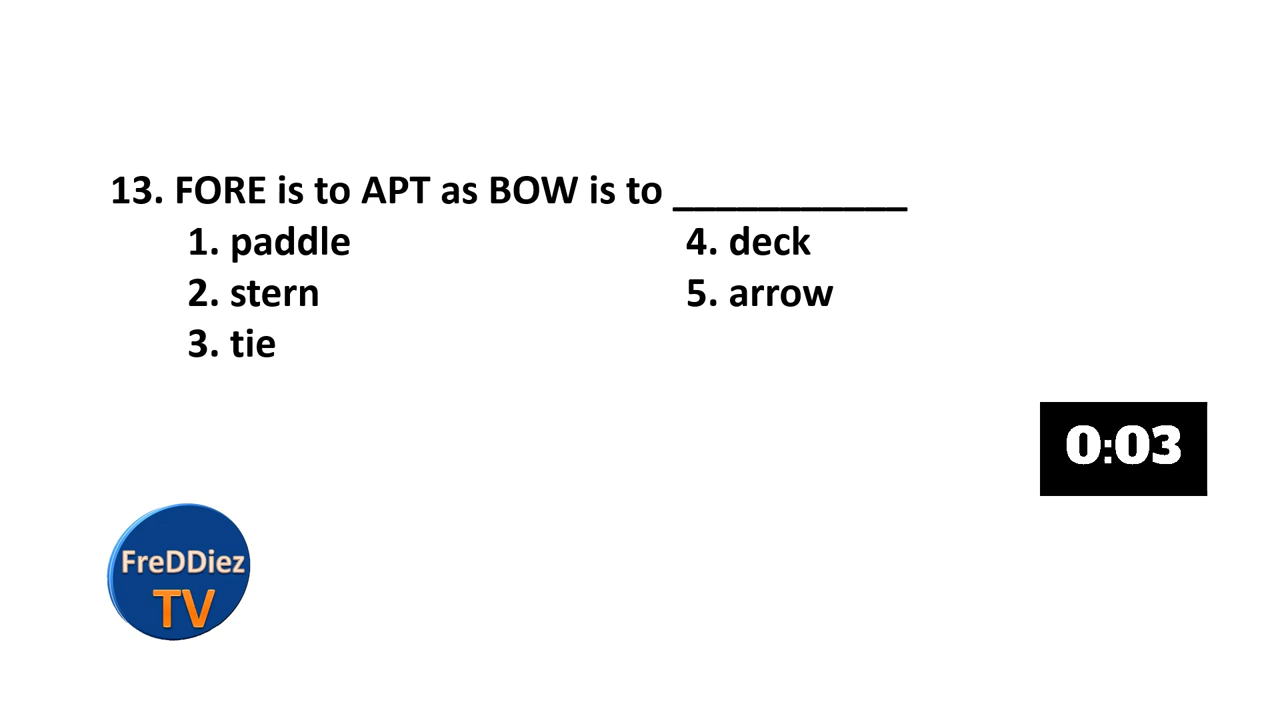 13. FORE is to APT as BOW is to ___________
1. paddle
2. stern
3. tie
4. deck
5. arrow
0:03
FreDDiez
TV